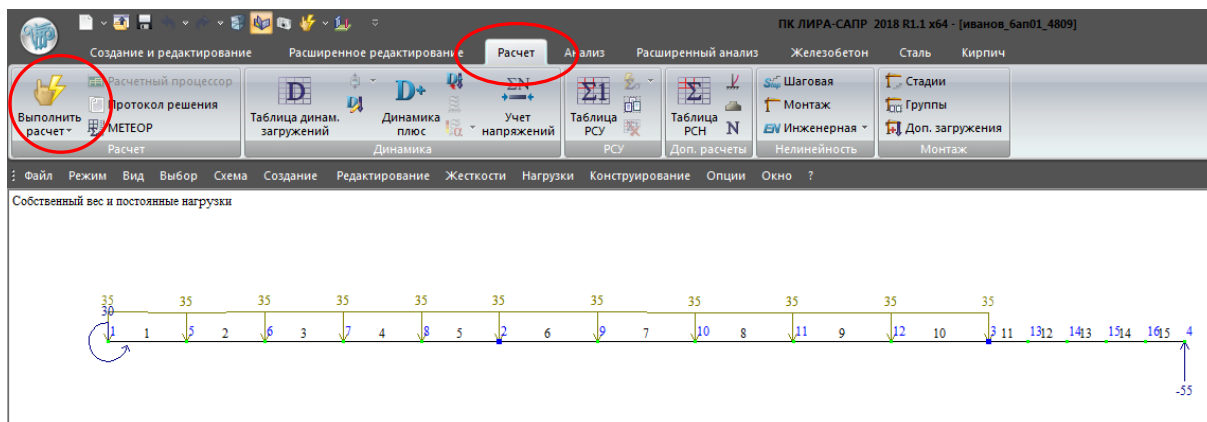 ПК ЛИРА-САПР 2018 R1.1 x64 - [иванов_6ап01_4809]
Создание и редактирование Расширенное редактирование Расчет Анализ Расширенный анализ Железобетон Сталь Кирпич
Выполнить расчет
Расчетный процессор
Протокол решения
МЕТЕОР
Расчет
D
Таблица динам. загружений
D+
Динамика плюс
ΣN
Учет напряжений
Динамика
Σ1
Таблица РСУ
РСУ
Σ
Таблица РСН
N
Доп. расчеты
Шаговая
Монтаж
EN Инженерная
Нелинейность
Стадии
Группы
Доп. загружения
Монтаж
Файл Режим Вид Выбор Схема Создание Редактирование Жесткости Нагрузки Конструирование Опции Окно ?
Собственный вес и постоянные нагрузки
35 35 35 35 35 35 35 35 35 35 35
30
1 1 5 2 6 3 7 4 8 5 2 6 9 7 10 8 11 9 12 10 3 11 13 12 14 13 15 14 16 15 4
-55